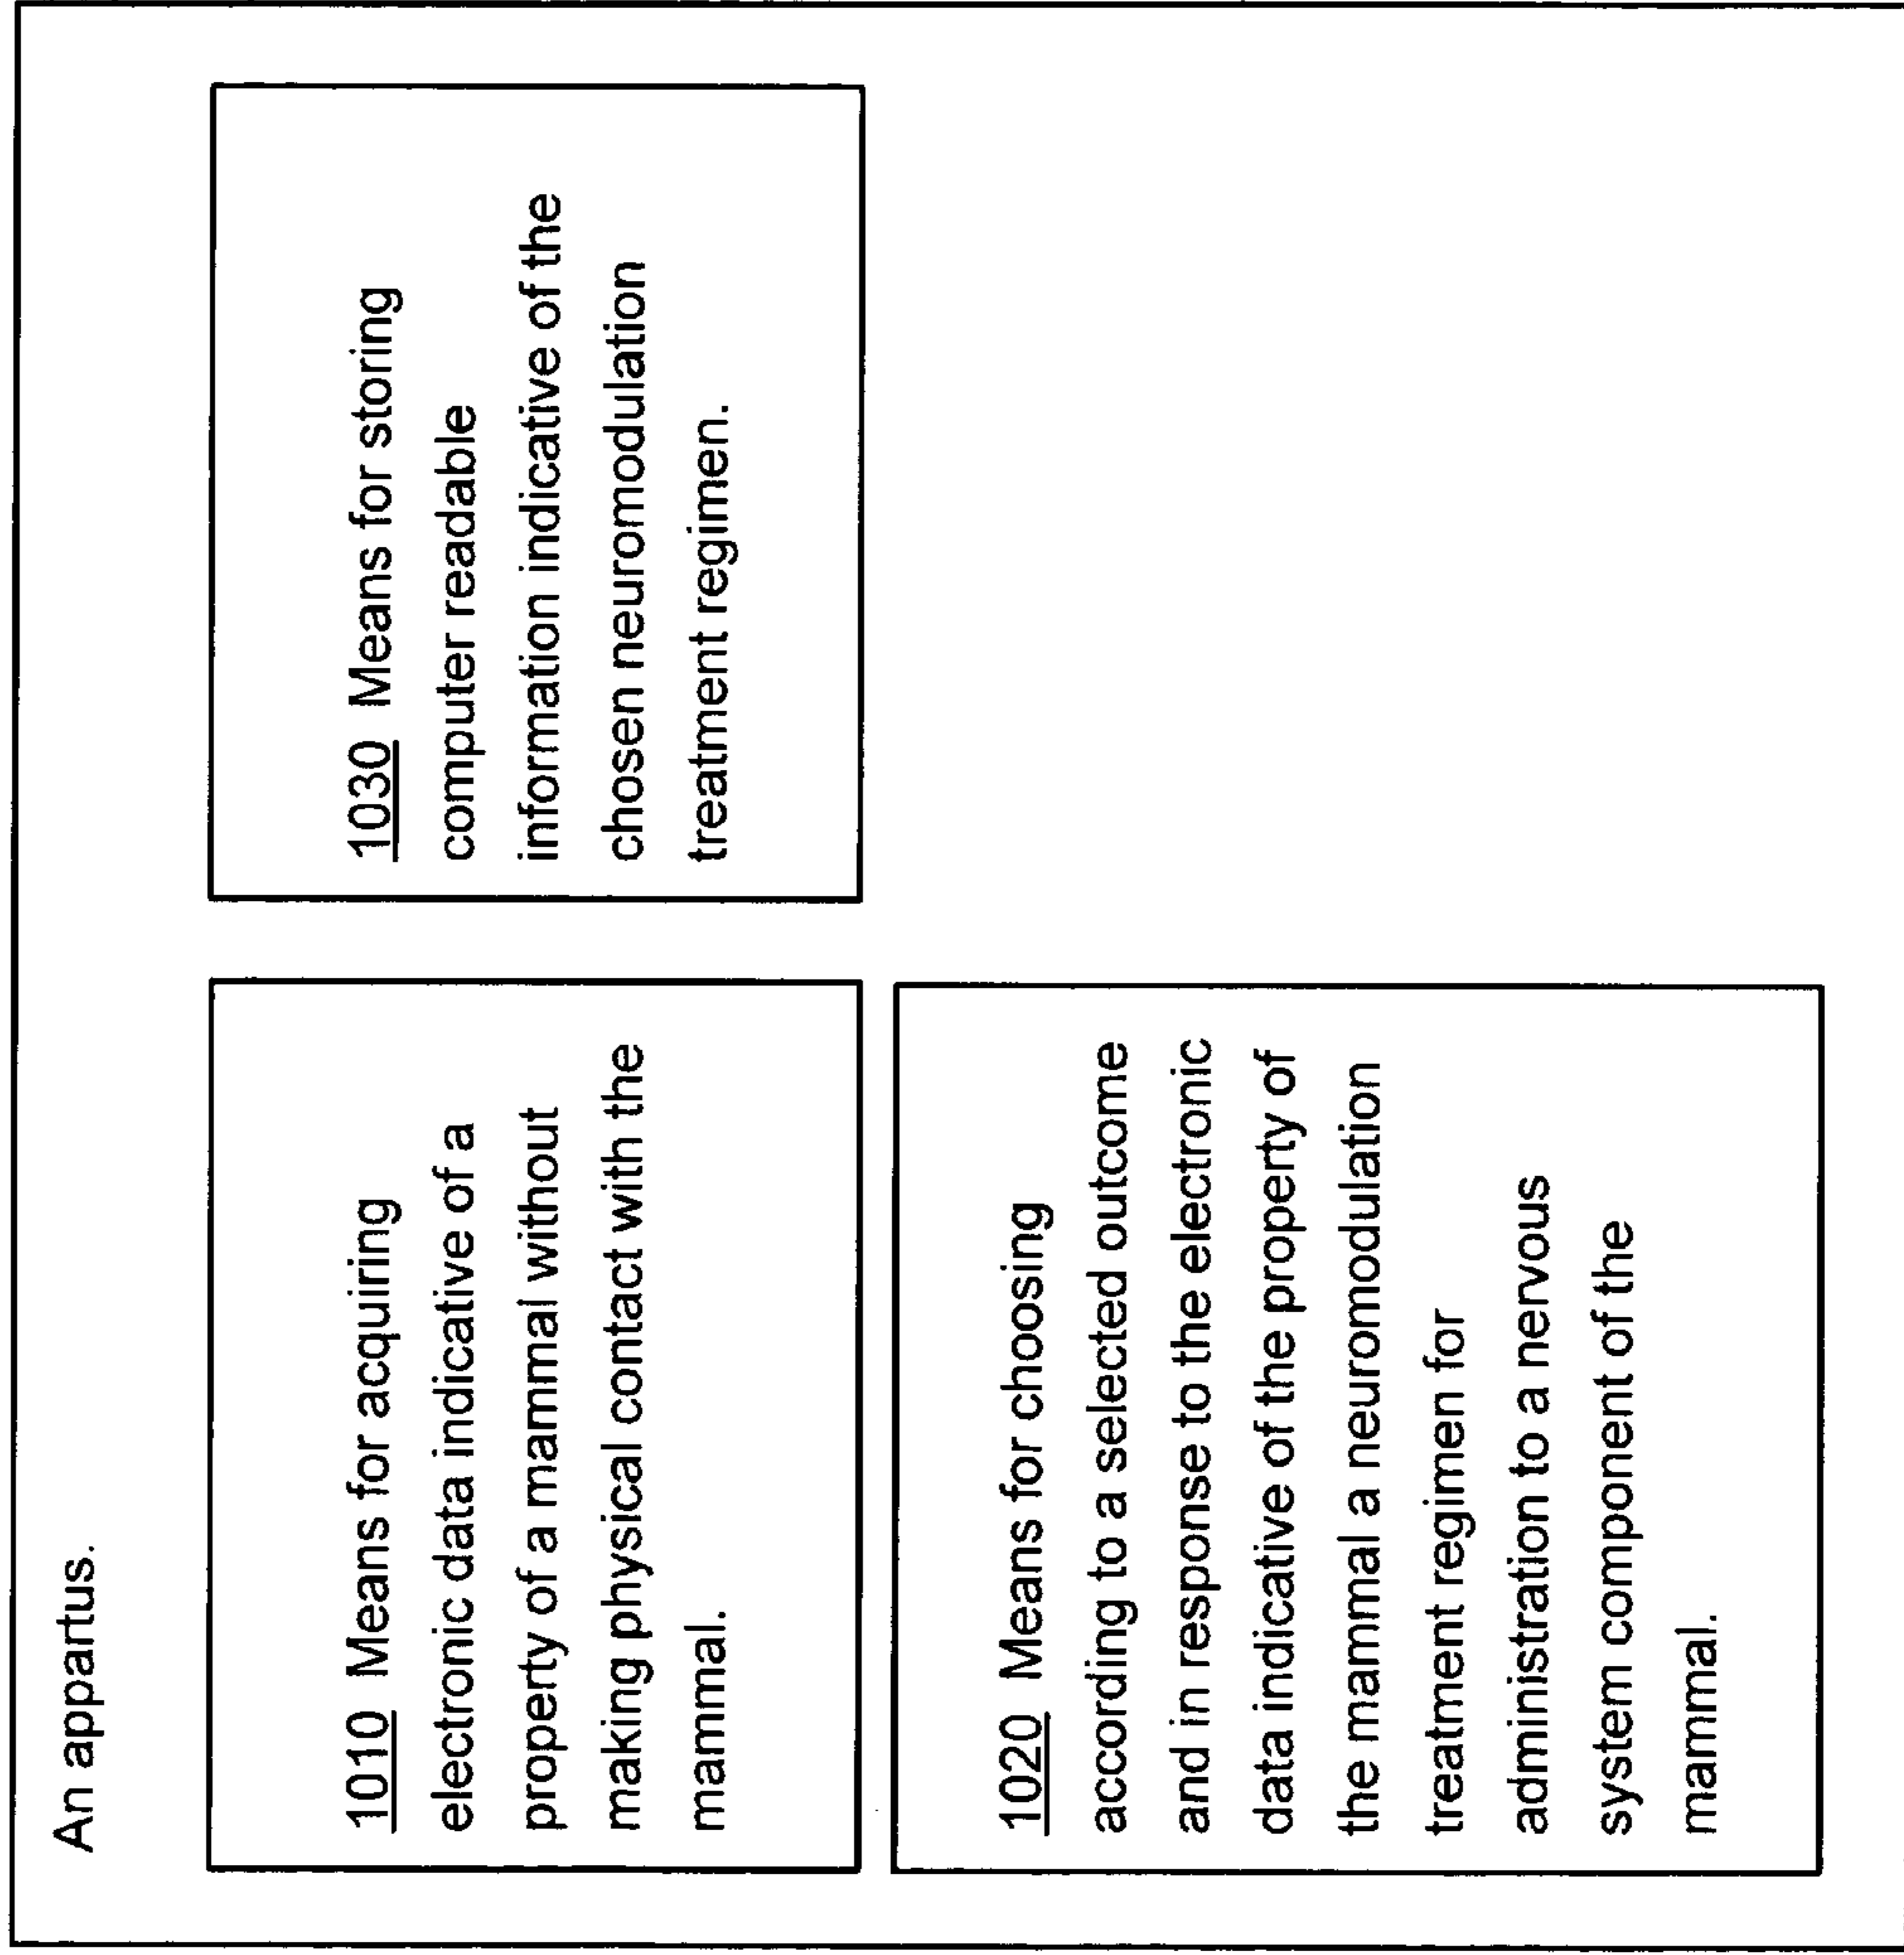 An appartus.
1010 Means for acquiring
electronic data indicative of a
property of a mammal without
making physical contact with the
mammal.
1020 Means for choosing
according to a selected outcome
and in response to the electronic
data indicative of the property of
the mammal a neuromodulation
treatment regimen for
administration to a nervous
system component of the
mammal.
1030 Means for storing
computer readable
information indicative of the
chosen neuromodulation
treatment regimen.